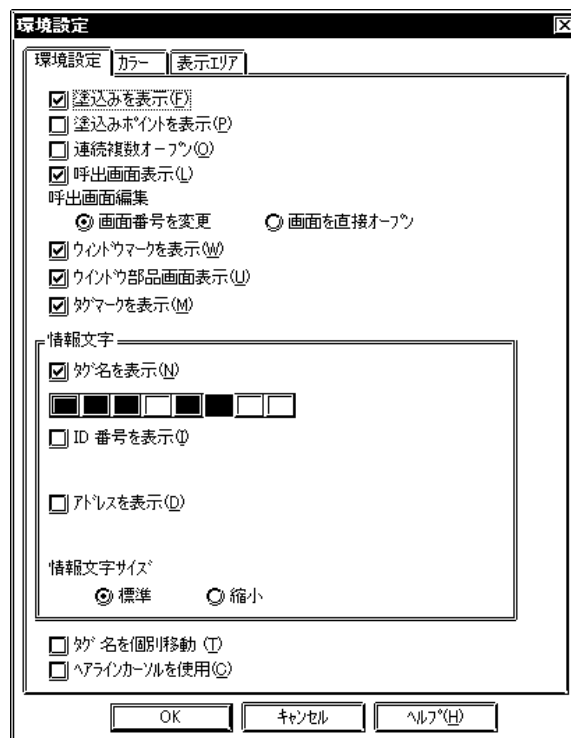 環境設定
環境設定 ｶﾗｰ 表示ｴﾘｱ
塗込みを表示(F)
塗込みﾎﾟｲﾝﾄを表示(P)
連続複数ｵｰﾌﾟﾝ(O)
呼出画面表示(L)
呼出画面編集
画面番号を変更 画面を直接ｵｰﾌﾟﾝ
ｳｨﾝﾄﾞｳﾏｰｸを表示(W)
ｳｲﾝﾄﾞｳ部品画面表示(U)
ﾀｸﾞﾏｰｸを表示(M)
情報文字
ﾀｸﾞ名を表示(N)
ID 番号を表示(I)
ｱﾄﾞﾚｽを表示(D)
情報文字ｻｲｽﾞ
標準 縮小
ﾀｸﾞ 名を個別移動 (T)
ﾍｱﾗｲﾝｶｰｿﾙを使用(C)
OK ｷｬﾝｾﾙ ﾍﾙﾌﾟ(H)